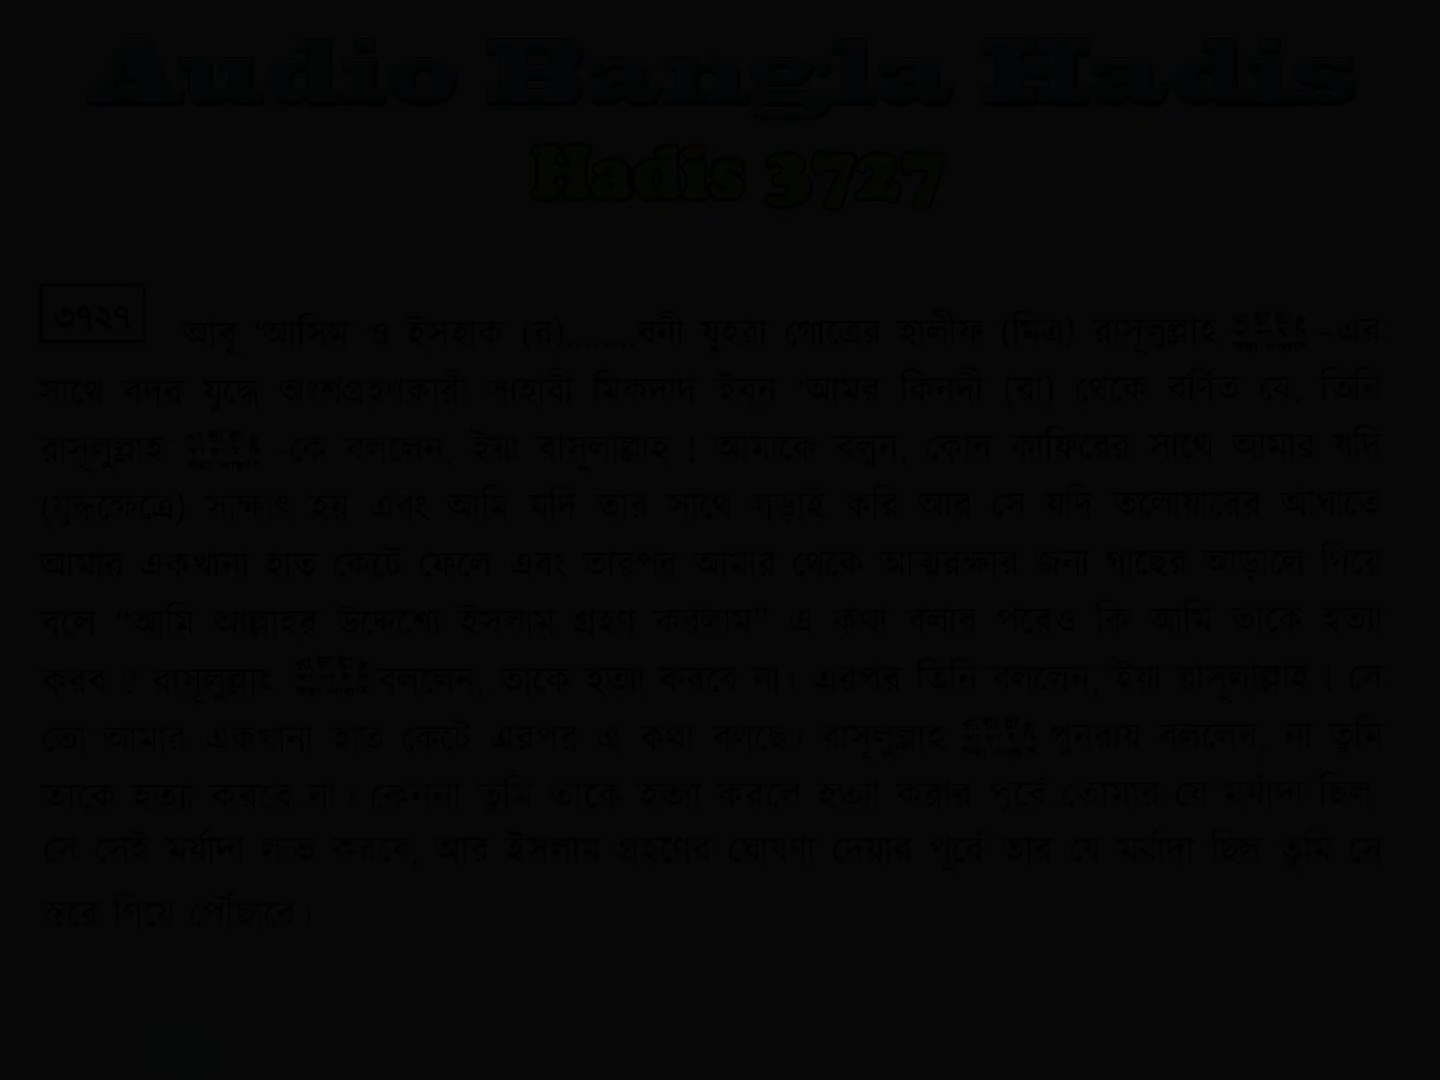 Audio Bangla Hadis
Hadis 3727
৩৭২৭
আবূ 'আসিম ও ইসহাক (র)........বনী যুহরা গোত্রের হালীফ (মিত্র) রাসূলুল্লাহ -এর
সাথে বদর যুদ্ধে অংশগ্রহণকারী সাহাবী মিকদাদ ইবন 'আমর কিনদী (রা) থেকে বর্ণিত যে, তিনি
রাসূলুল্লাহ -কে বললেন, ইয়া রাসূলাল্লাহ ! আমাকে বলুন, কোন কাফিরের সাথে আমার যদি
(যুদ্ধক্ষেত্রে) সাক্ষাৎ হয় এবং আমি যদি তার সাথে লড়াই করি আর সে যদি তলোয়ারের আঘাতে
আমার একখানা হাত কেটে ফেলে এবং তারপর আমার থেকে আত্মরক্ষার জন্য গাছের আড়ালে গিয়ে
বলে "আমি আল্লাহর উদ্দেশ্যে ইসলাম গ্রহণ করলাম" এ কথা বলার পরেও কি আমি তাকে হত্যা
করব ? রাসূলুল্লাহ বললেন, তাকে হত্যা করবে না। এরপর তিনি বললেন, ইয়া রাসূলাল্লাহ ! সে
তো আমার একখানা হাত কেটে এরপর এ কথা বলছে। রাসূলুল্লাহ পুনরায় বললেন, না তুমি
তাকে হত্যা করবে না। কেননা তুমি তাকে হত্যা করলে হত্যা করার পূর্বে তোমার যে মর্যাদা ছিল
সে সেই মর্যাদা লাভ করবে, আর ইসলাম গ্রহণের ঘোষণা দেয়ার পূর্বে তার যে মর্যাদা ছিল তুমি সে
স্তরে গিয়ে পৌঁছাবে।